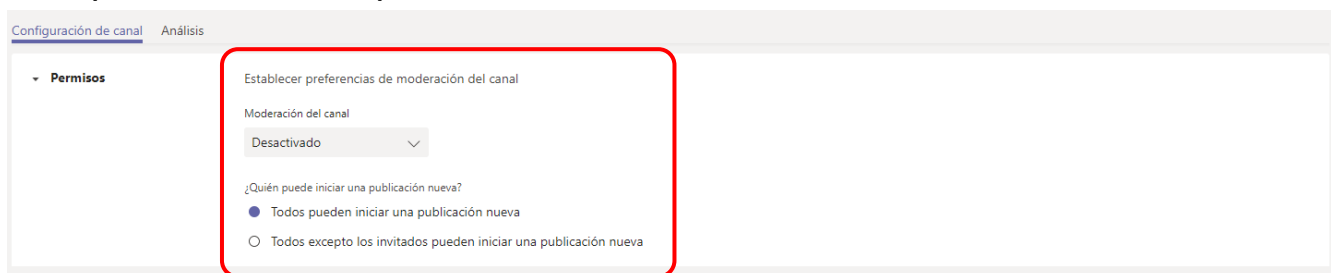 Configuración de canal Análisis
Permisos
Establecer preferencias de moderación del canal
Moderación del canal
Desactivado
¿Quién puede iniciar una publicación nueva?
Todos pueden iniciar una publicación nueva
Todos excepto los invitados pueden iniciar una publicación nueva